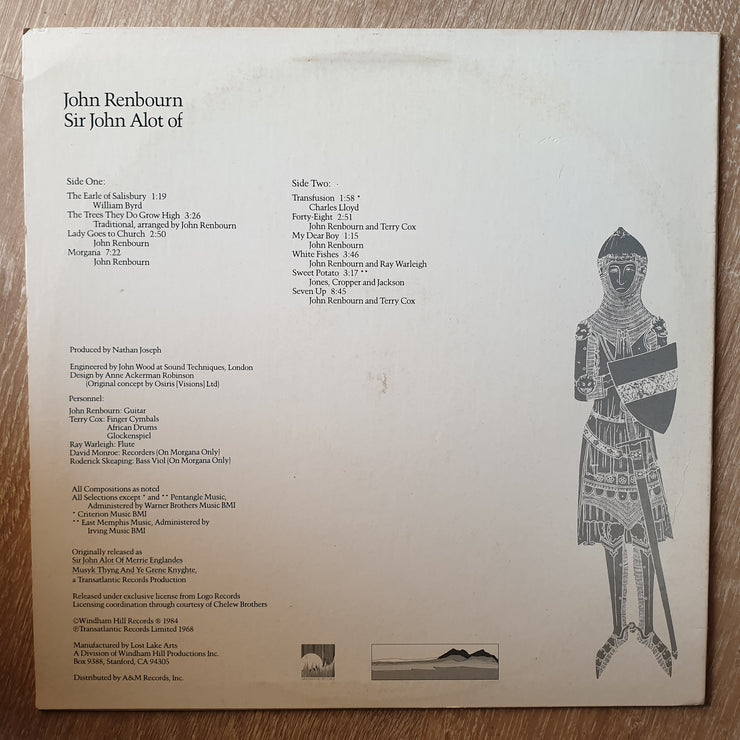 John Renbourn
Sir John Alot of
Side One:
The Earle of Salisbury 1:19
William Byrd
The Trees They Do Grow High 3:26
Traditional, arranged by John Renbourn
Lady Goes to Church 2:50
John Renbourn
Morgana 7:22
John Renbourn
Side Two:
Transfusion 1:58 *
Charles Lloyd
Forty-Eight 2:51
John Renbourn and Terry Cox
My Dear Boy 1:15
John Renbourn
White Fishes 3:46
John Renbourn and Ray Warleigh
Sweet Potato 3:17 **
Jones, Cropper and Jackson
Seven Up 8:45
John Renbourn and Terry Cox
Produced by Nathan Joseph
Engineered by John Wood at Sound Techniques, London
Design by Anne Ackerman Robinson
(Original concept by Osiris [Visions] Ltd)
Personnel:
John Renbourn: Guitar
Terry Cox: Finger Cymbals
African Drums
Glockenspiel
Ray Warleigh: Flute
David Monroe: Recorders (On Morgana Only)
Roderick Skeaping: Bass Viol (On Morgana Only)
All Compositions as noted
All Selections except * and ** Pentangle Music,
Administered by Warner Brothers Music BMI
* Criterion Music BMI
** East Memphis Music, Administered by
Irving Music BMI
Originally released as
Sir John Alot Of Merrie Englandes
Musyk Thyng And Ye Grene Knyghte,
a Transatlantic Records Production
Released under exclusive license from Logo Records
Licensing coordination through courtesy of Chelew Brothers
©Windham Hill Records ® 1984
℗Transatlantic Records Limited 1968
Manufactured by Lost Lake Arts
A Division of Windham Hill Productions Inc.
Box 9388, Stanford, CA 94305
Distributed by A&M Records, Inc.